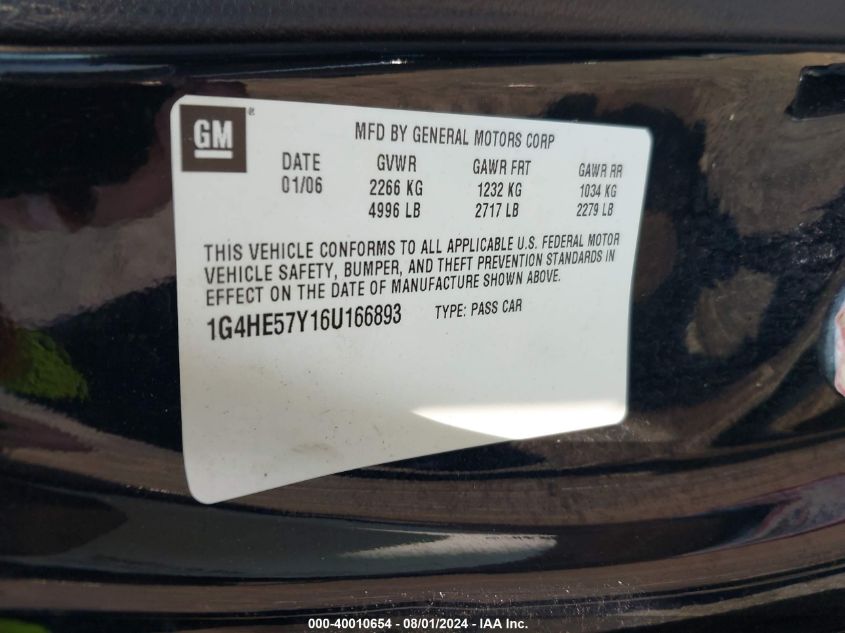 GM
MFD BY GENERAL MOTORS CORP
DATE GVWR GAWR FRT GAWR RR
01/06 2266 KG 1232 KG 1034 KG
4996 LB 2717 LB 2279 LB
THIS VEHICLE CONFORMS TO ALL APPLICABLE U.S. FEDERAL MOTOR
VEHICLE SAFETY, BUMPER, AND THEFT PREVENTION STANDARDS IN
EFFECT ON THE DATE OF MANUFACTURE SHOWN ABOVE.
1G4HE57Y16U166893 TYPE: PASS CAR
000-40010654 - 08/01/2024 - IAA Inc.